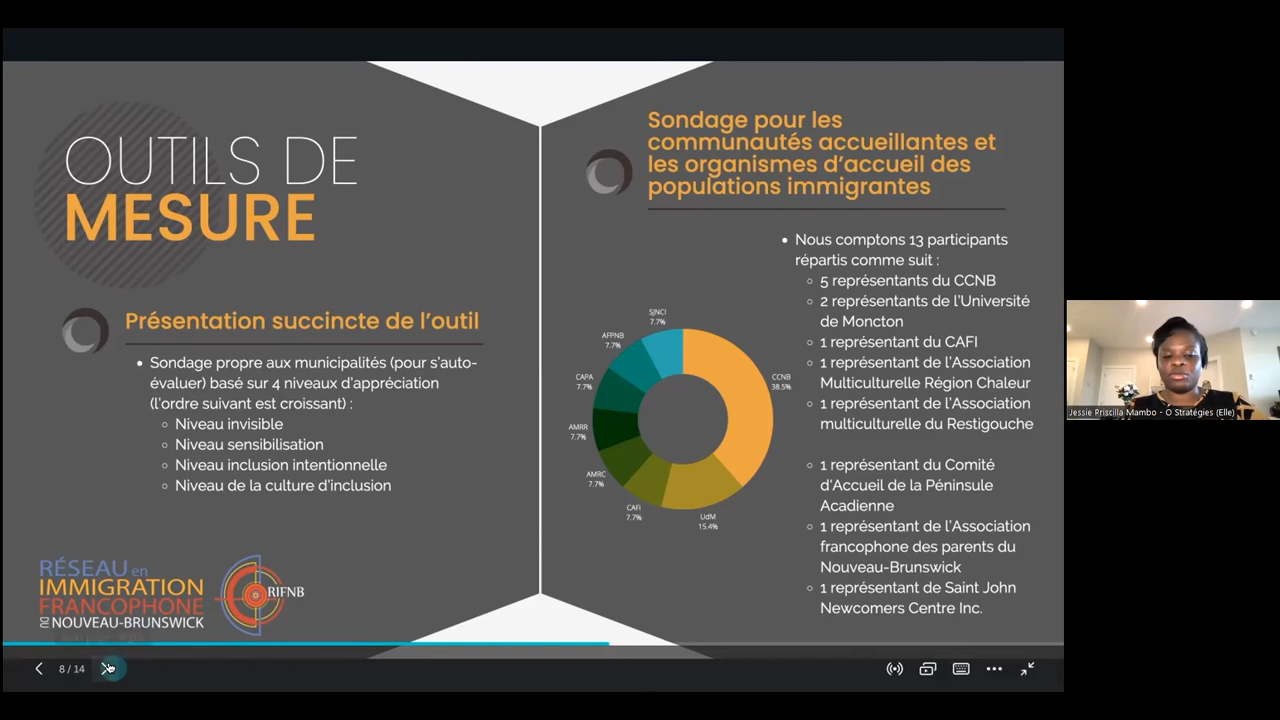 OUTILS DE
MESURE
Présentation succincte de l'outil
• Sondage propre aux municipalités (pour s'auto-
évaluer) basé sur 4 niveaux d'appréciation
(l'ordre suivant est croissant) :
Niveau invisible
Niveau sensibilisation
Niveau inclusion intentionnelle
Niveau de la culture d'inclusion
RÉSEAU en
IMMIGRATION
FRANCOPHONE
DU NOUVEAU-BRUNSWICK
RIFNB
Sondage pour les
communautés accueillantes et
les organismes d'accueil des
populations immigrantes
SJNCI
7.7%
AFPNB
7.7%
CAPA
7.7%
AMRR
7.7%
AMRC
7.7%
CAFI
7.7%
UdM
15.4%
CCNB
38.5%
• Nous comptons 13 participants
répartis comme suit :
5 représentants du CCNB
2 représentants de l'Université
de Moncton
1 représentant du CAFI
1 représentant de l'Association
Multiculturelle Région Chaleur
1 représentant de l'Association
multiculturelle du Restigouche
1 représentant du Comité
d'Accueil de la Péninsule
Acadienne
1 représentant de l'Association
francophone des parents du
Nouveau-Brunswick
1 représentant de Saint John
Newcomers Centre Inc.
8 / 14
Jessie Priscilla Mambo - O Stratégies (Elle)